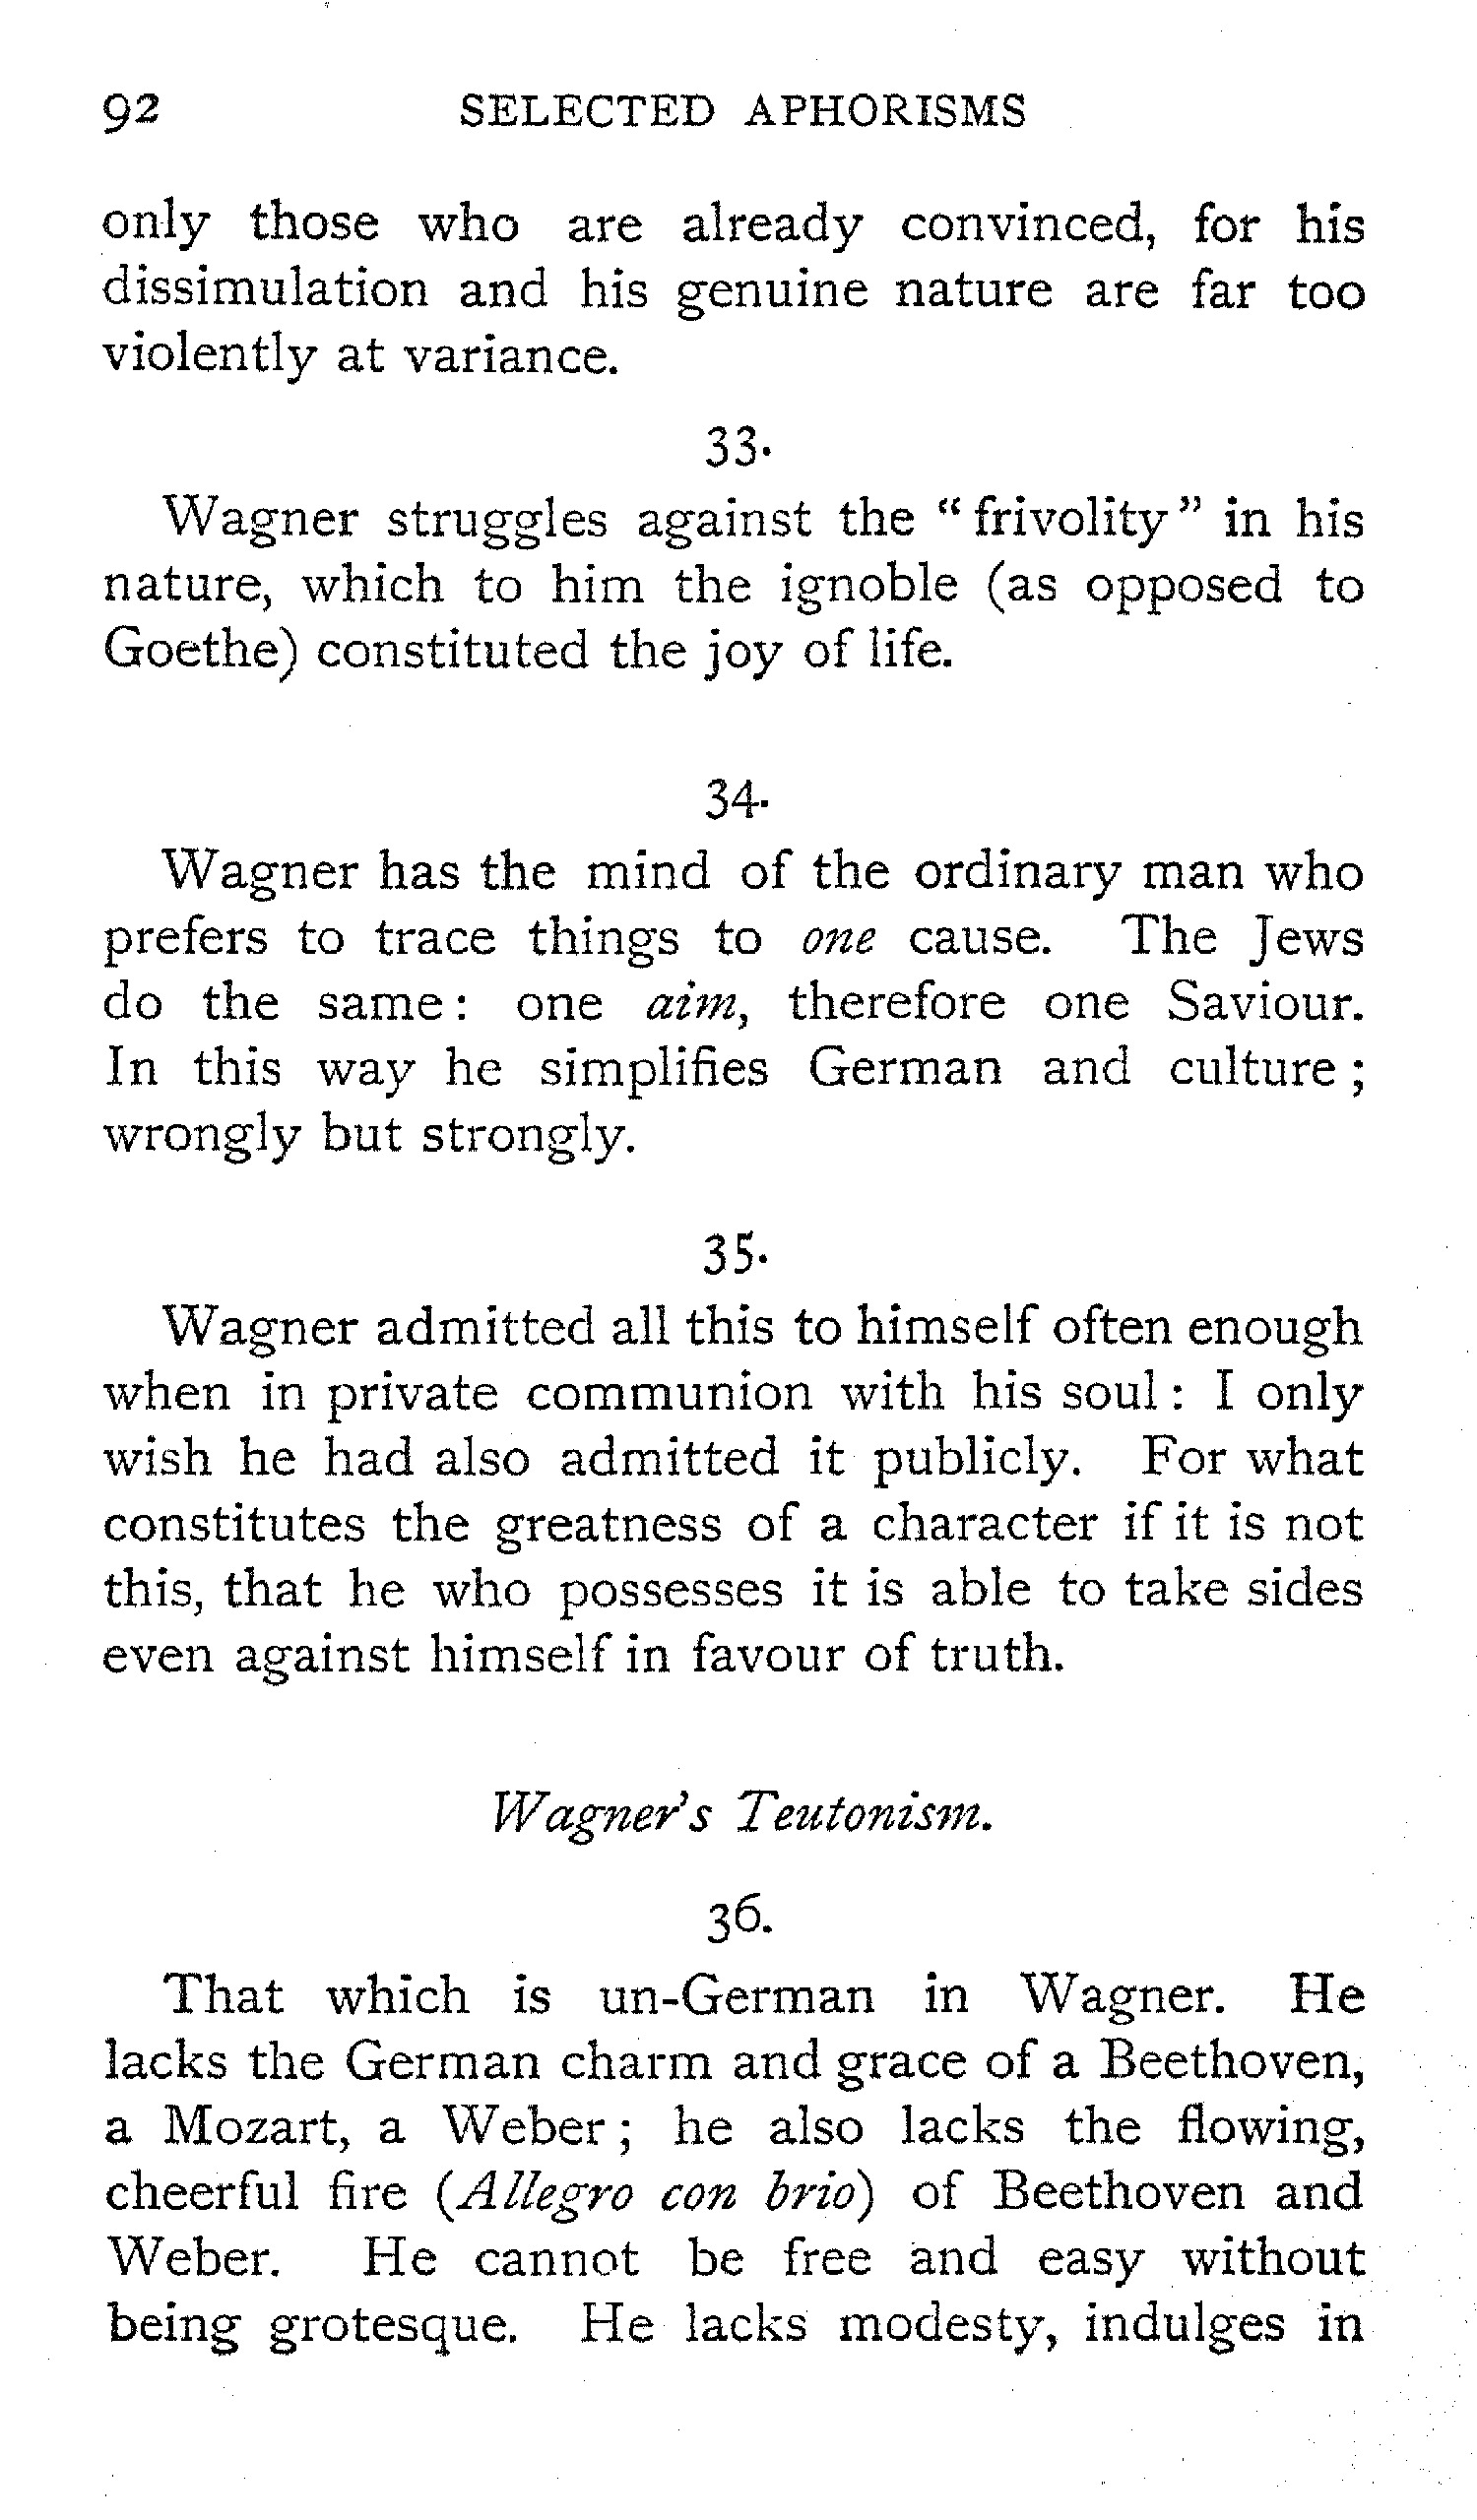 92 SELECTED APHORISMS
only those who are already convinced, for his
dissimulation and his genuine nature are far too
violently at variance.
33.
Wagner struggles against the “ frivolity ” in his
nature, which to him the ignoble (as opposed to
Goethe) constituted the joy of life.
34.
Wagner has the mind of the ordinary man who
prefers to trace things to one cause. The Jews
do the same : one aim, therefore one Saviour.
In this way he simplifies German and culture ;
wrongly but strongly.
35.
Wagner admitted all this to himself often enough
when in private communion with his soul : I only
wish he had also admitted it publicly. For what
constitutes the greatness of a character if it is not
this, that he who possesses it is able to take sides
even against himself in favour of truth.
Wagner’s Teutonism.
36.
That which is un-German in Wagner. He
lacks the German charm and grace of a Beethoven,
a Mozart, a Weber ; he also lacks the flowing,
cheerful fire (Allegro con brio) of Beethoven and
Weber. He cannot be free and easy without
being grotesque. He lacks modesty, indulges in